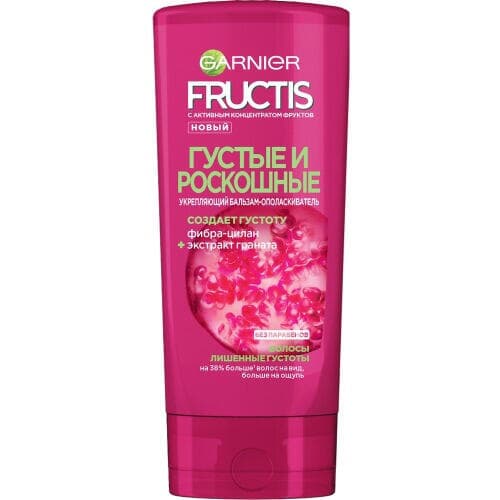 GARNIER
FRUCTIS
С АКТИВНЫМ КОНЦЕНТРАТОМ ФРУКТОВ
НОВЫЙ
ГУСТЫЕ И
РОСКОШНЫЕ
УКРЕПЛЯЮЩИЙ БАЛЬЗАМ-ОПОЛАСКИВАТЕЛЬ
СОЗДАЕТ ГУСТОТУ
фибра-цилан
+ экстракт граната
БЕЗ ПАРАБЕНОВ
ВОЛОСЫ
ЛИШЕННЫЕ ГУСТОТЫ
на 38% больше¹ волос на вид,
больше на ощупь